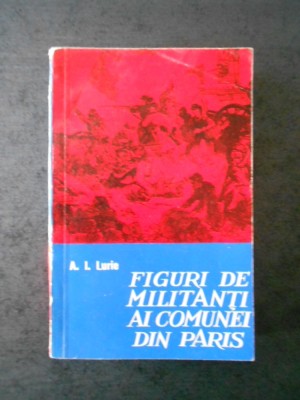 A. I. Lurie
FIGURI DE
MILITANȚI
AI COMUNEI
DIN PARIS